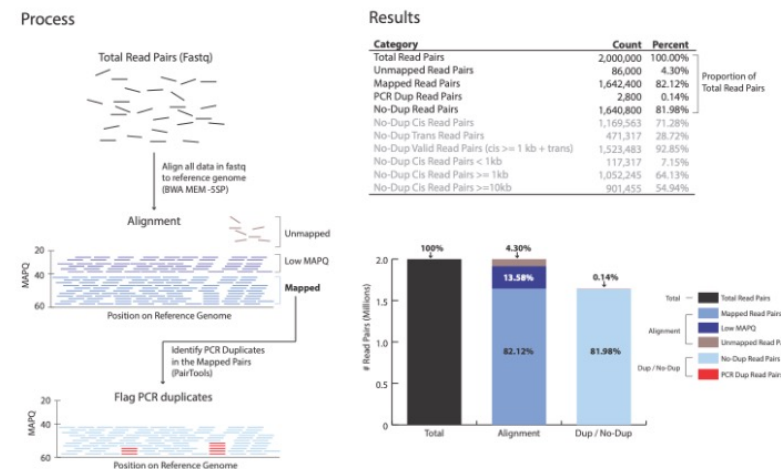 Process
Total Read Pairs (Fastq)
Align all data in fastq
to reference genome
(BWA MEM -5SP)
Alignment
Unmapped
Low MAPQ
Mapped
MAPQ
20
40
60
Position on Reference Genome
Identify PCR Duplicates
in the Mapped Pairs
(PairTools)
Flag PCR duplicates
MAPQ
20
40
60
Position on Reference Genome
Results
Category Count Percent
Total Read Pairs 2,000,000 100.00%
Unmapped Read Pairs 86,000 4.30%
Mapped Read Pairs 1,642,400 82.12%
PCR Dup Read Pairs 2,800 0.14%
No-Dup Read Pairs 1,640,800 81.98%
No-Dup Cis Read Pairs 1,169,563 71.28%
No-Dup Trans Read Pairs 471,317 28.72%
No-Dup Valid Read Pairs (cis >= 1 kb + trans) 1,523,483 92.85%
No-Dup Cis Read Pairs < 1kb 117,317 7.15%
No-Dup Cis Read Pairs >= 1kb 1,052,245 64.13%
No-Dup Cis Read Pairs >=10kb 901,455 54.94%
Proportion of
Total Read Pairs
# Read Pairs (Millions)
2.0
1.5
1.0
0.5
0
100%
4.30%
13.58%
82.12%
0.14%
81.98%
Total
Alignment
Dup / No-Dup
Total
Total Read Pairs
Alignment
Mapped Read Pairs
Low MAPQ
Unmapped Read Pa
Dup / No-Dup
No-Dup Read Pairs
PCR Dup Read Pairs